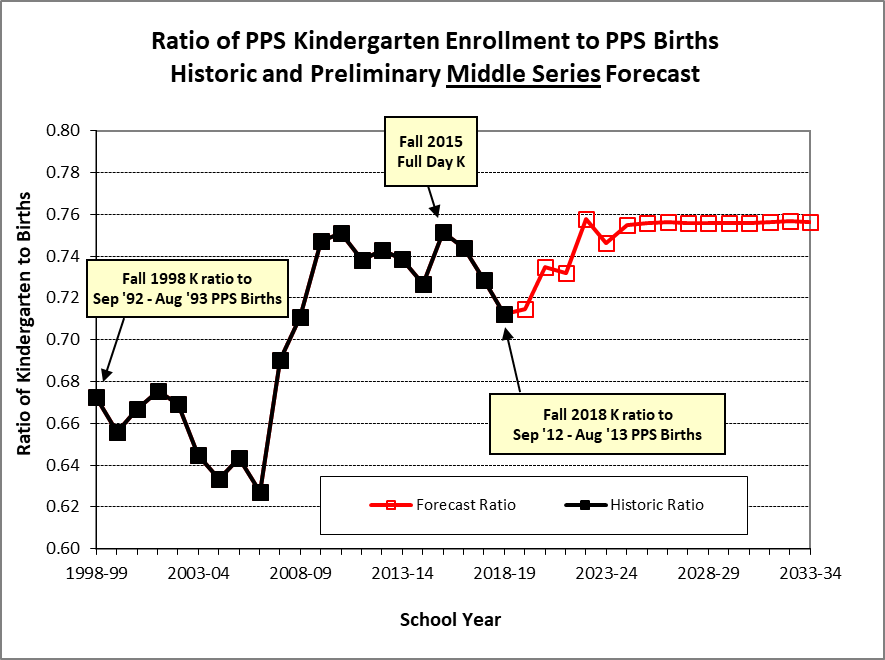 Ratio of PPS Kindergarten Enrollment to PPS Births
Historic and Preliminary Middle Series Forecast
Ratio of Kindergarten to Births
0.80
0.78
0.76
0.74
0.72
0.70
0.68
0.66
0.64
0.62
0.60
Fall 2015
Full Day K
Fall 1998 K ratio to
Sep '92 - Aug '93 PPS Births
Fall 2018 K ratio to
Sep '12 - Aug '13 PPS Births
Forecast Ratio
Historic Ratio
1998-99
2003-04
2008-09
2013-14
2018-19
2023-24
2028-29
2033-34
School Year